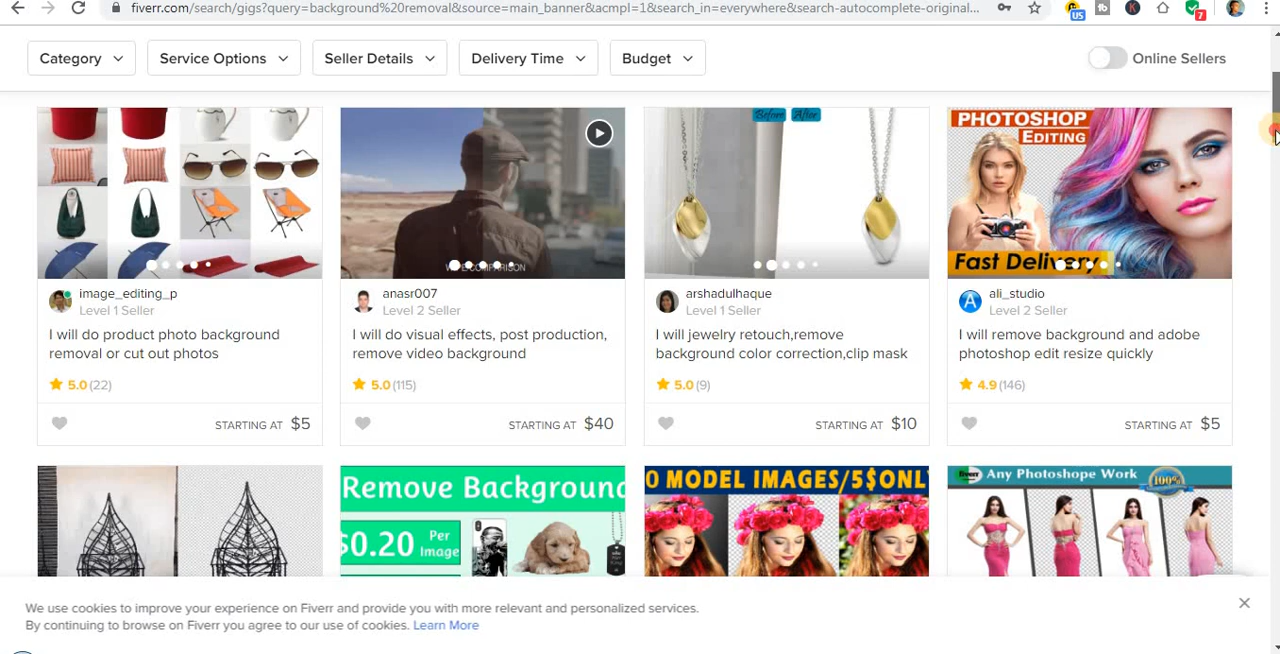 fiverr.com/search/gigs?query=background%20removal&source=main_banner&acmpl=1&search_in=everywhere&search-autocomplete-original...
US
K
7
Category
Service Options
Seller Details
Delivery Time
Budget
Online Sellers
Before After
PHOTOSHOP
EDITING
Fast Delivery
image_editing_p
Level 1 Seller
I will do product photo background
removal or cut out photos
5.0 (22)
STARTING AT $5
anasr007
Level 2 Seller
I will do visual effects, post production,
remove video background
5.0 (115)
STARTING AT $40
arshadulhaque
Level 1 Seller
I will jewelry retouch,remove
background color correction,clip mask
5.0 (9)
STARTING AT $10
A
ali_studio
Level 2 Seller
I will remove background and adobe
photoshop edit resize quickly
4.9 (146)
STARTING AT $5
Remove Background
$0.20 Per
Image
0 MODEL IMAGES/5$ONL
Any Photoshope Work
100%
We use cookies to improve your experience on Fiverr and provide you with more relevant and personalized services.
By continuing to browse on Fiverr you agree to our use of cookies. Learn More